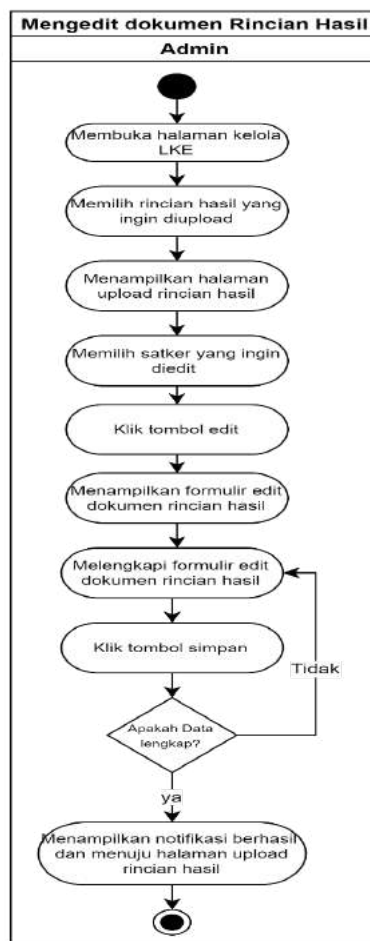 Mengedit dokumen Rincian Hasil
Admin
Membuka halaman kelola
LKE
Memilih rincian hasil yang
ingin diupload
Menampilkan halaman
upload rincian hasil
Memilih satker yang ingin
diedit
Klik tombol edit
Menampilkan formulir edit
dokumen rincian hasil
Melengkapi formulir edit
dokumen rincian hasil
Klik tombol simpan
Tidak
Apakah Data
lengkap?
ya
Menampilkan notifikasi berhasil
dan menuju halaman upload
rincian hasil